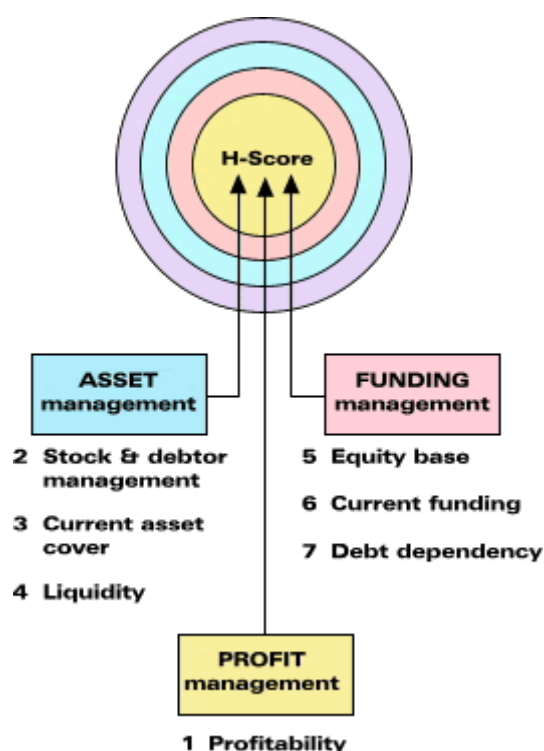 H-Score
ASSET
management
2 Stock & debtor
management
3 Current asset
cover
4 Liquidity
FUNDING
management
5 Equity base
6 Current funding
7 Debt dependency
PROFIT
management
1 Profitability